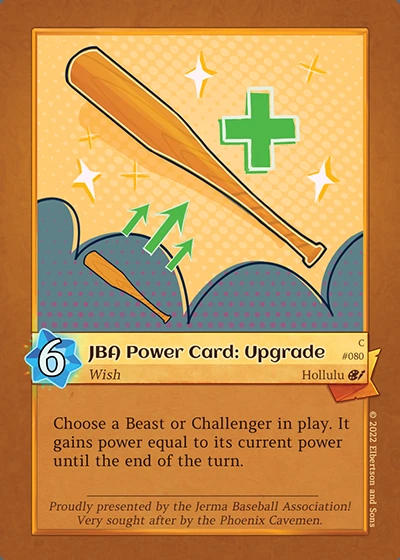 6
JBA Power Card: Upgrade
C
#080
Wish
Hollulu
Choose a Beast or Challenger in play. It
gains power equal to its current power
until the end of the turn.
Proudly presented by the Jerma Baseball Association!
Very sought after by the Phoenix Cavemen.
© 2022 Elbertson and Sons